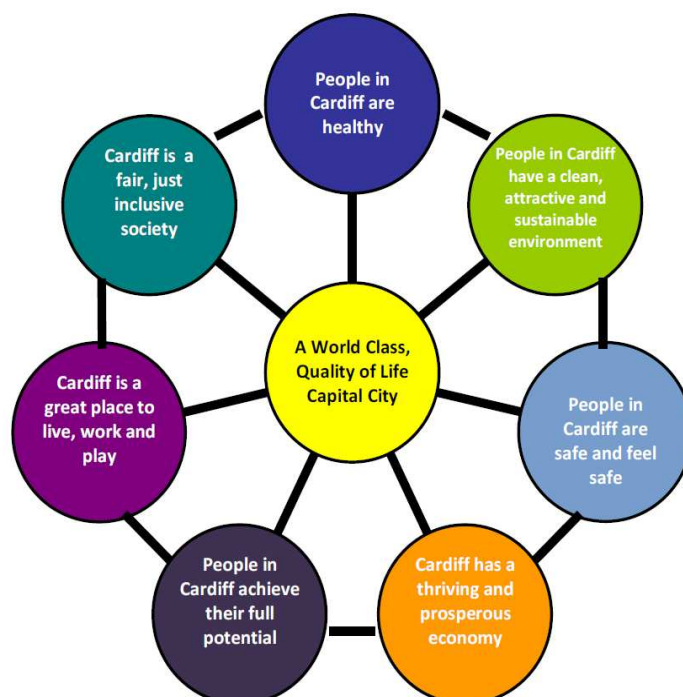 People in
Cardiff are
healthy
People in Cardiff
have a clean,
attractive and
sustainable
environment
People in
Cardiff are
safe and feel
safe
Cardiff has a
thriving and
prosperous
economy
People in
Cardiff achieve
their full
potential
Cardiff is a
great place to
live, work and
play
Cardiff is a
fair, just
inclusive
society
A World Class,
Quality of Life
Capital City